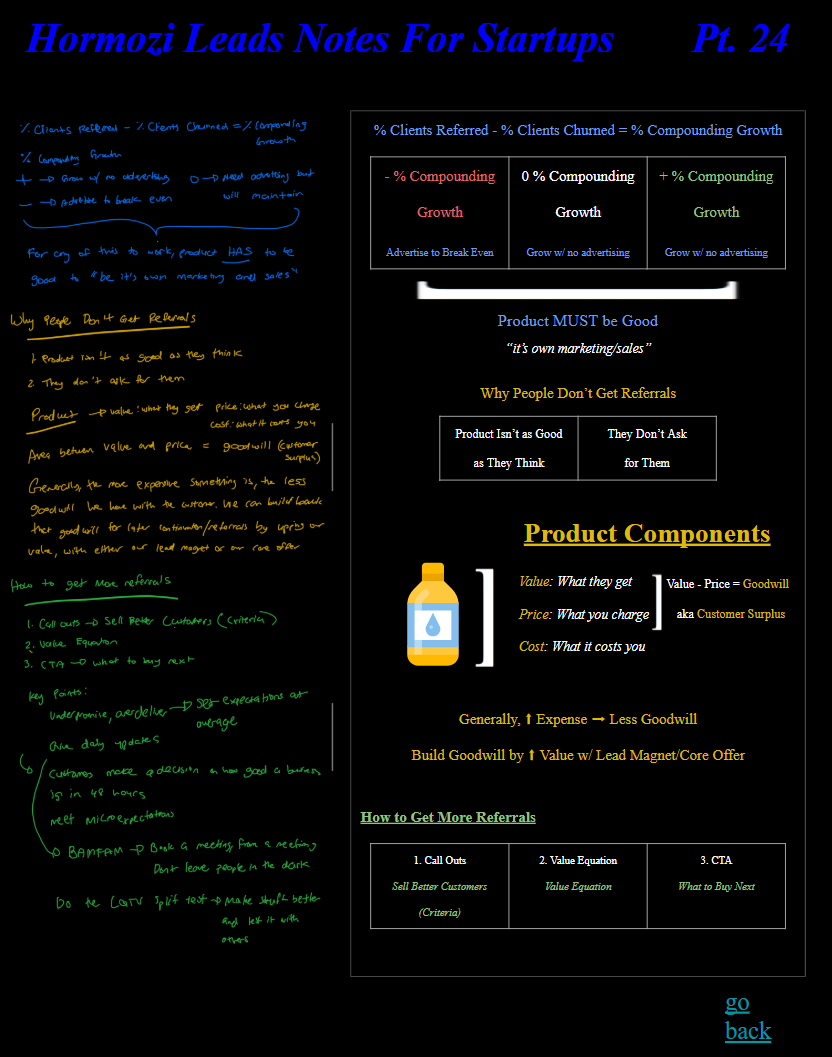 Hormozi Leads Notes For Startups Pt. 24
% Clients Referred - % Clients Churned = % Compounding
Growth
% Compounding Growth
+ → Grow w/ no advertising 0 → Need advertising but
will maintain
- → Advertise to break even
For any of this to work, product HAS to be
good to "be it's own marketing and sales"
Why People Don't Get Referrals
1. Product isn't as good as they think
2. They don't ask for them
Product → value: what they get price: what you charge
cost: what it costs you
Area between value and price = goodwill (customer
surplus)
Generally, the more expensive something is, the less
goodwill we have with the customer. We can build back
that goodwill for later continuation/referrals by uping our
value, with either our lead magnet or our core offer
How to get more referrals
1. Call outs → Sell Better Customers (Criteria)
2. Value Equation
3. CTA → what to buy next
Key Points:
Underpromise, overdeliver → Set expectations at
average
Give daily updates
Customers make a decision on how good a business
is in 48 hours
meet microexpectations
BAMFAM → Book a meeting from a meeting
Don't leave people in the dark
Do the split test → Make stuff better
and test it with
others
% Clients Referred - % Clients Churned = % Compounding Growth
- % Compounding
Growth
Advertise to Break Even
0 % Compounding
Growth
Grow w/ no advertising
+ % Compounding
Growth
Grow w/ no advertising
Product MUST be Good
“it’s own marketing/sales”
Why People Don’t Get Referrals
Product Isn’t as Good
as They Think
They Don’t Ask
for Them
Product Components
Value: What they get
Price: What you charge
Cost: What it costs you
Value - Price = Goodwill
aka Customer Surplus
Generally, ↑ Expense → Less Goodwill
Build Goodwill by ↑ Value w/ Lead Magnet/Core Offer
How to Get More Referrals
1. Call Outs
Sell Better Customers
(Criteria)
2. Value Equation
Value Equation
3. CTA
What to Buy Next
go
back